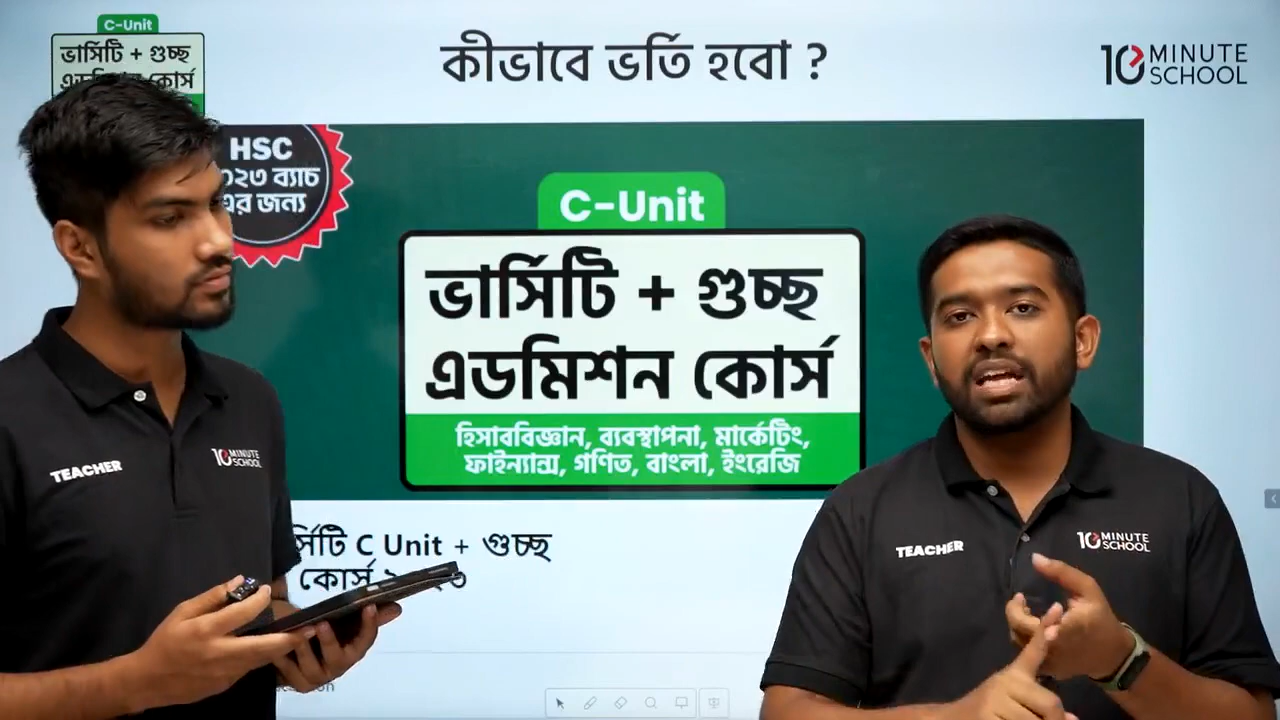 C-Unit
ভার্সিটি + গুচ্ছ
কোর্স
কীভাবে ভর্তি হবো ?
10 MINUTE
SCHOOL
HSC
ব্যাচ
এর জন্য
C-Unit
ভার্সিটি + গুচ্ছ
এডমিশন কোর্স
হিসাববিজ্ঞান, ব্যবস্থাপনা, মার্কেটিং,
ফাইন্যান্স, গণিত, বাংলা, ইংরেজি
C Unit + গুচ্ছ
কোর্স
TEACHER
10 MINUTE
SCHOOL
TEACHER
10 MINUTE
SCHOOL